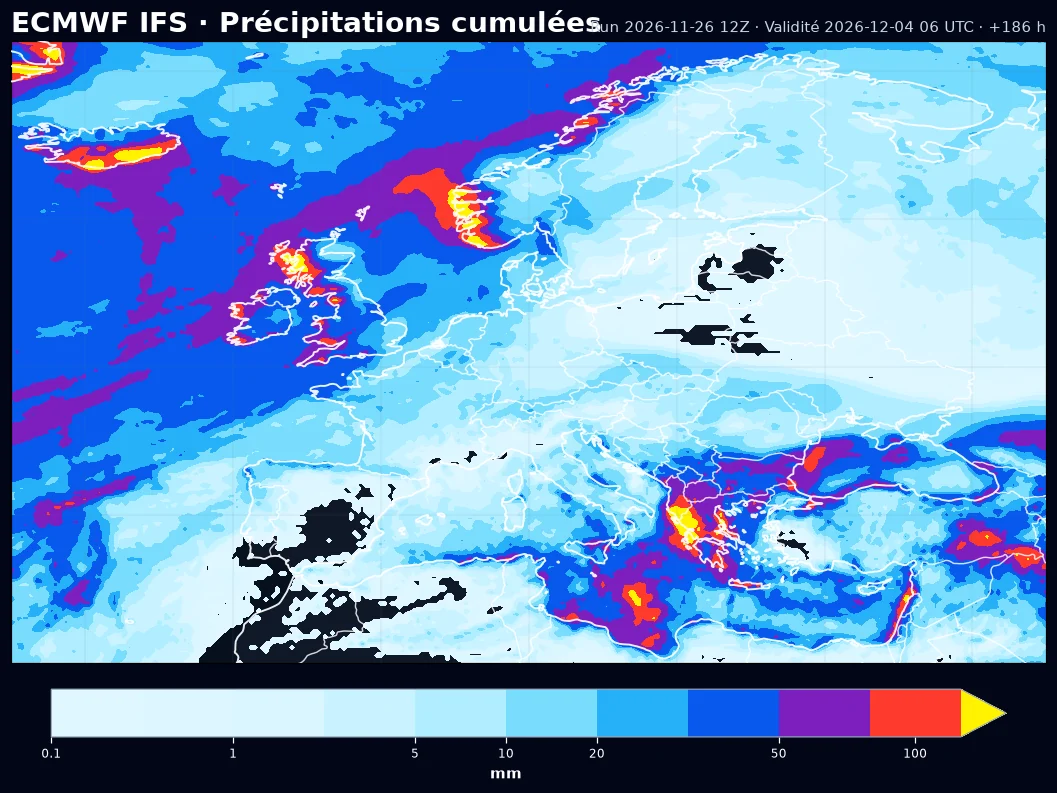 ECMWF IFS · Précipitations cumulées Run 2026-11-26 12Z · Validité 2026-12-04 06 UTC · +186 h
0.1 1 5 10 20 50 100
mm